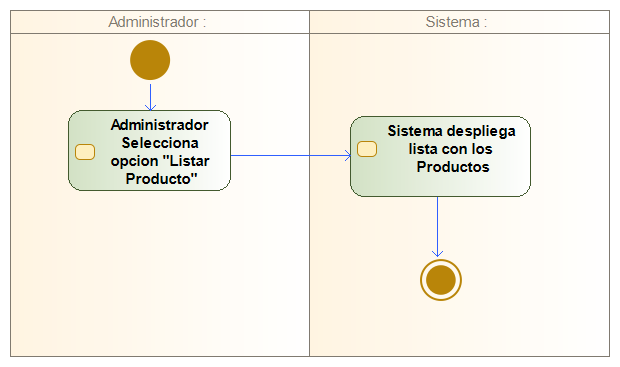 Administrador :
Sistema :
Administrador
Selecciona
opcion "Listar
Producto"
Sistema despliega
lista con los
Productos